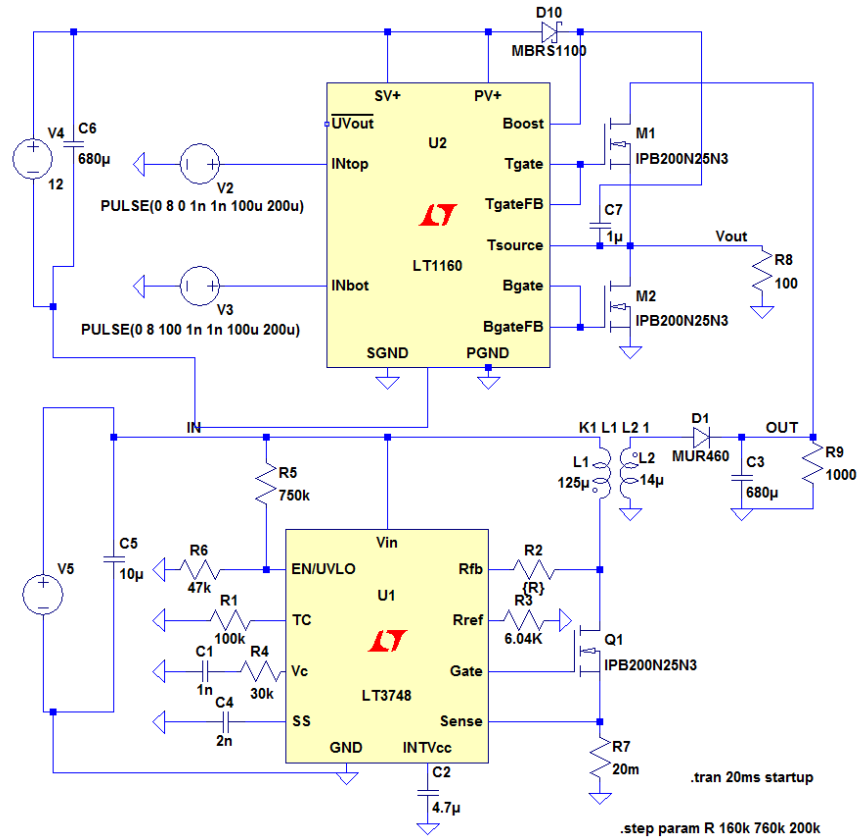 D10
MBRS1100
V4
12
C6
680µ
SV+
PV+
UVout
U2
Boost
M1
IPB200N25N3
INtop
V2
PULSE(0 8 0 1n 1n 100u 200u)
Tgate
TgateFB
C7
1µ
Tsource
Vout
LT1160
R8
100
INbot
V3
PULSE(0 8 100 1n 1n 100u 200u)
Bgate
M2
IPB200N25N3
BgateFB
SGND
PGND
IN
K1 L1 L2 1
D1
MUR460
OUT
L1
125µ
L2
14µ
C3
680µ
R9
1000
R5
750k
Vin
C5
10µ
V5
R6
47k
EN/UVLO
Rfb
R2
{R}
U1
R1
100k
TC
Rref
R3
6.04K
Q1
IPB200N25N3
C1
1n
R4
30k
Vc
Gate
LT3748
C4
2n
SS
Sense
GND
INTVcc
R7
20m
C2
4.7µ
.tran 20ms startup
.step param R 160k 760k 200k